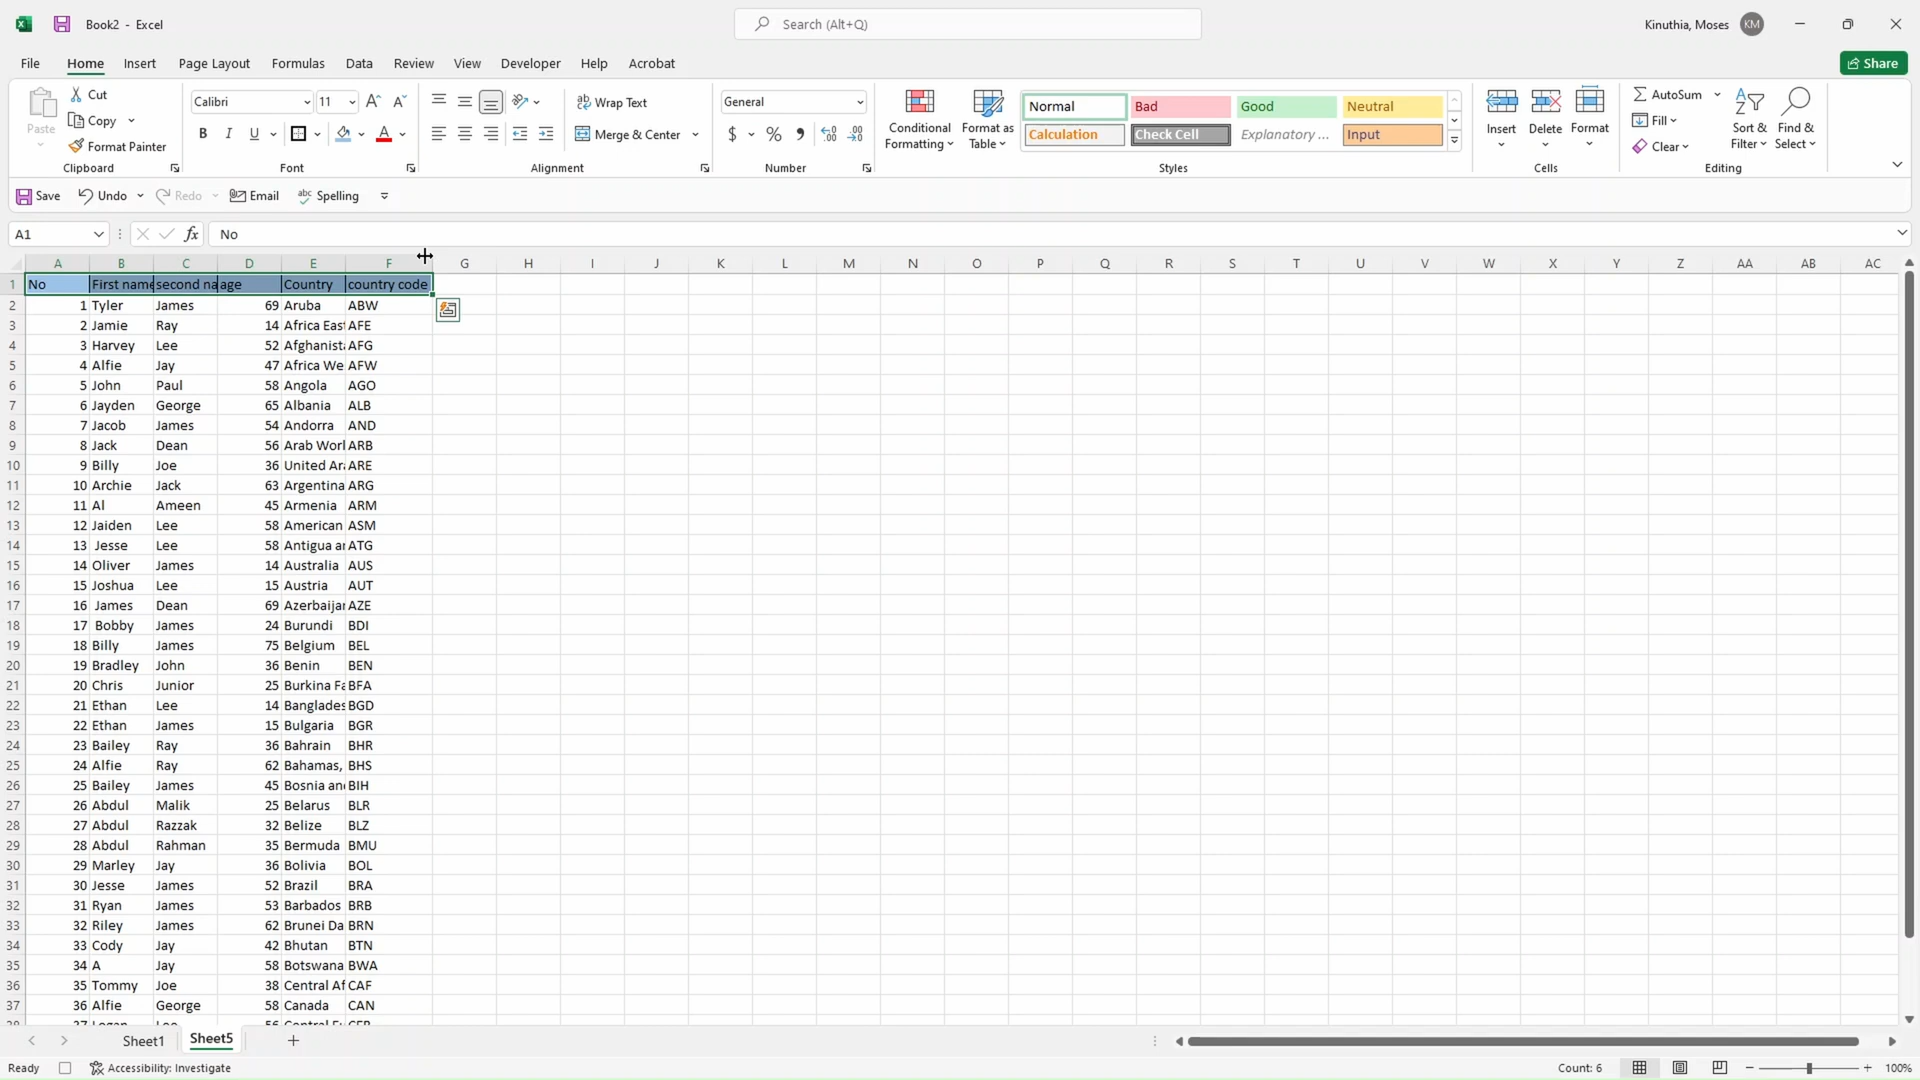 Book2 - Excel
Search (Alt+Q)
Kinuthia, Moses KM
File Home Insert Page Layout Formulas Data Review View Developer Help Acrobat
Share
Paste
Cut
Copy
Format Painter
Clipboard
Calibri 11
B I U
Font
Wrap Text
Merge & Center
Alignment
General
$ % ,
Number
Conditional Formatting
Format as Table
Normal Bad Good Neutral
Calculation Check Cell Explanatory ... Input
Styles
Insert Delete Format
Cells
AutoSum
Fill
Clear
Sort & Filter
Find & Select
Editing
Save Undo Redo Email Spelling
A1 fx No
A B C D E F G H I J K L M N O P Q R S T U V W X Y Z AA AB AC
1 No First name second na age Country country code
2 1 Tyler James 69 Aruba ABW
3 2 Jamie Ray 14 Africa East AFE
4 3 Harvey Lee 52 Afghanist AFG
5 4 Alfie Jay 47 Africa We AFW
6 5 John Paul 58 Angola AGO
7 6 Jayden George 65 Albania ALB
8 7 Jacob James 54 Andorra AND
9 8 Jack Dean 56 Arab Worl ARB
10 9 Billy Joe 36 United Ar ARE
11 10 Archie Jack 63 Argentina ARG
12 11 Al Ameen 45 Armenia ARM
13 12 Jaiden Lee 58 American ASM
14 13 Jesse Lee 58 Antigua ar ATG
15 14 Oliver James 14 Australia AUS
16 15 Joshua Lee 15 Austria AUT
17 16 James Dean 69 Azerbaijar AZE
18 17 Bobby James 24 Burundi BDI
19 18 Billy James 75 Belgium BEL
20 19 Bradley John 36 Benin BEN
21 20 Chris Junior 25 Burkina Fa BFA
22 21 Ethan Lee 14 Banglades BGD
23 22 Ethan James 15 Bulgaria BGR
24 23 Bailey Ray 36 Bahrain BHR
25 24 Alfie Ray 62 Bahamas, BHS
26 25 Bailey James 45 Bosnia an BIH
27 26 Abdul Malik 25 Belarus BLR
28 27 Abdul Razzak 32 Belize BLZ
29 28 Abdul Rahman 35 Bermuda BMU
30 29 Marley Jay 36 Bolivia BOL
31 30 Jesse James 52 Brazil BRA
32 31 Ryan James 53 Barbados BRB
33 32 Riley James 62 Brunei Da BRN
34 33 Cody Jay 42 Bhutan BTN
35 34 A Jay 58 Botswana BWA
36 35 Tommy Joe 38 Central Af CAF
37 36 Alfie George 58 Canada CAN
Sheet1 Sheet5
Ready Accessibility: Investigate Count: 6 100%